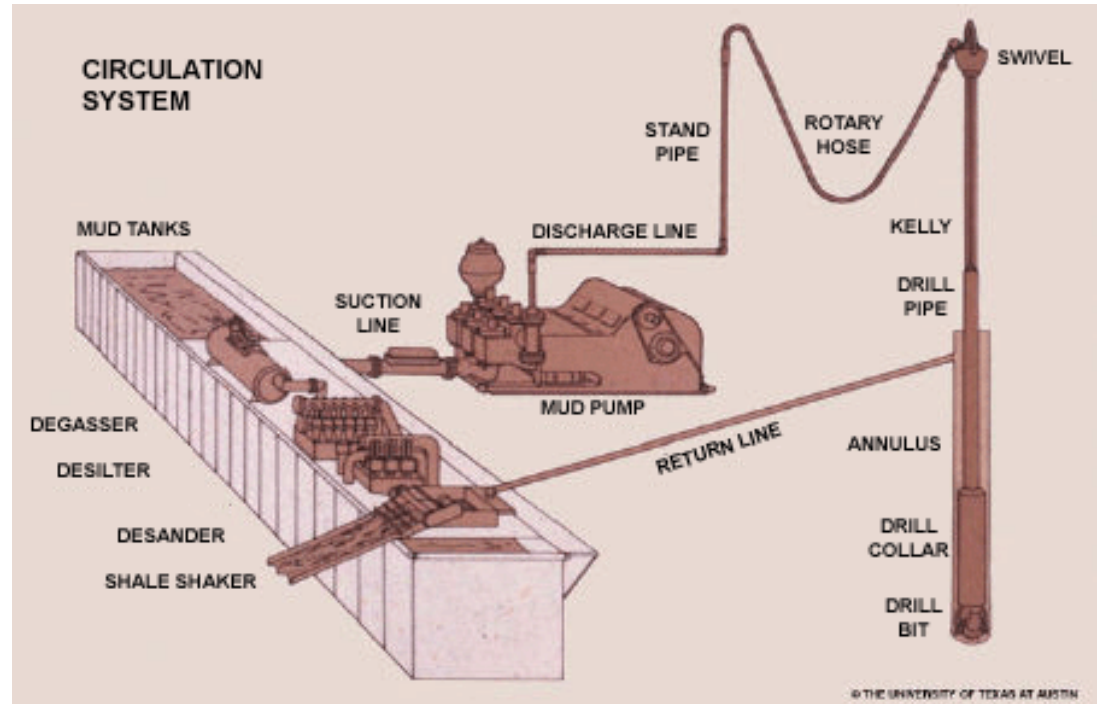 CIRCULATION
SYSTEM
SWIVEL
STAND
PIPE
ROTARY
HOSE
MUD TANKS
DISCHARGE LINE
KELLY
DRILL
PIPE
SUCTION
LINE
MUD PUMP
DEGASSER
RETURN LINE
ANNULUS
DESILTER
DESANDER
DRILL
COLLAR
SHALE SHAKER
DRILL
BIT
© THE UNIVERSITY OF TEXAS AT AUSTIN